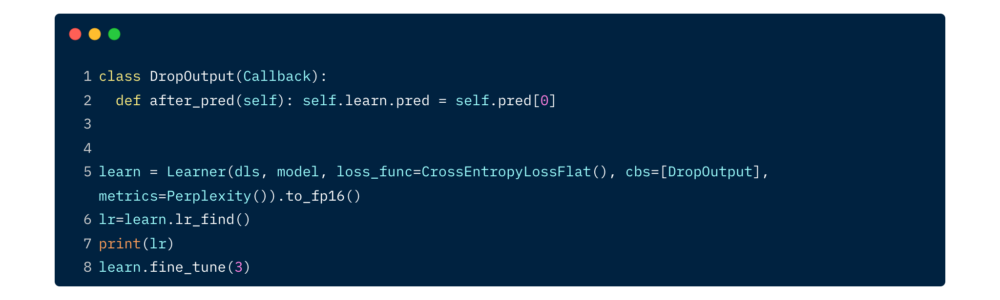 1 class DropOutput(Callback):
2   def after_pred(self): self.learn.pred = self.pred[0]
3
4
5 learn = Learner(dls, model, loss_func=CrossEntropyLossFlat(), cbs=[DropOutput],
metrics=Perplexity()).to_fp16()
6 lr=learn.lr_find()
7 print(lr)
8 learn.fine_tune(3)